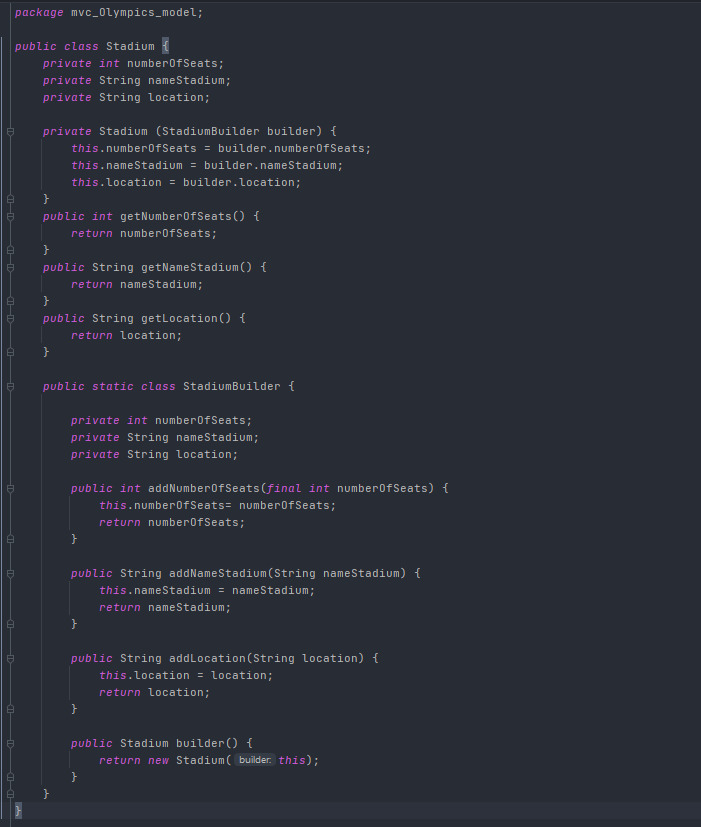 package mvc_Olympics_model;
public class Stadium {
private int numberOfSeats;
private String nameStadium;
private String location;
private Stadium (StadiumBuilder builder) {
this.numberOfSeats = builder.numberOfSeats;
this.nameStadium = builder.nameStadium;
this.location = builder.location;
}
public int getNumberOfSeats() {
return numberOfSeats;
}
public String getNameStadium() {
return nameStadium;
}
public String getLocation() {
return location;
}
public static class StadiumBuilder {
private int numberOfSeats;
private String nameStadium;
private String location;
public int addNumberOfSeats(final int numberOfSeats) {
this.numberOfSeats= numberOfSeats;
return numberOfSeats;
}
public String addNameStadium(String nameStadium) {
this.nameStadium = nameStadium;
return nameStadium;
}
public String addLocation(String location) {
this.location = location;
return location;
}
public Stadium builder() {
return new Stadium( builder: this);
}
}
}